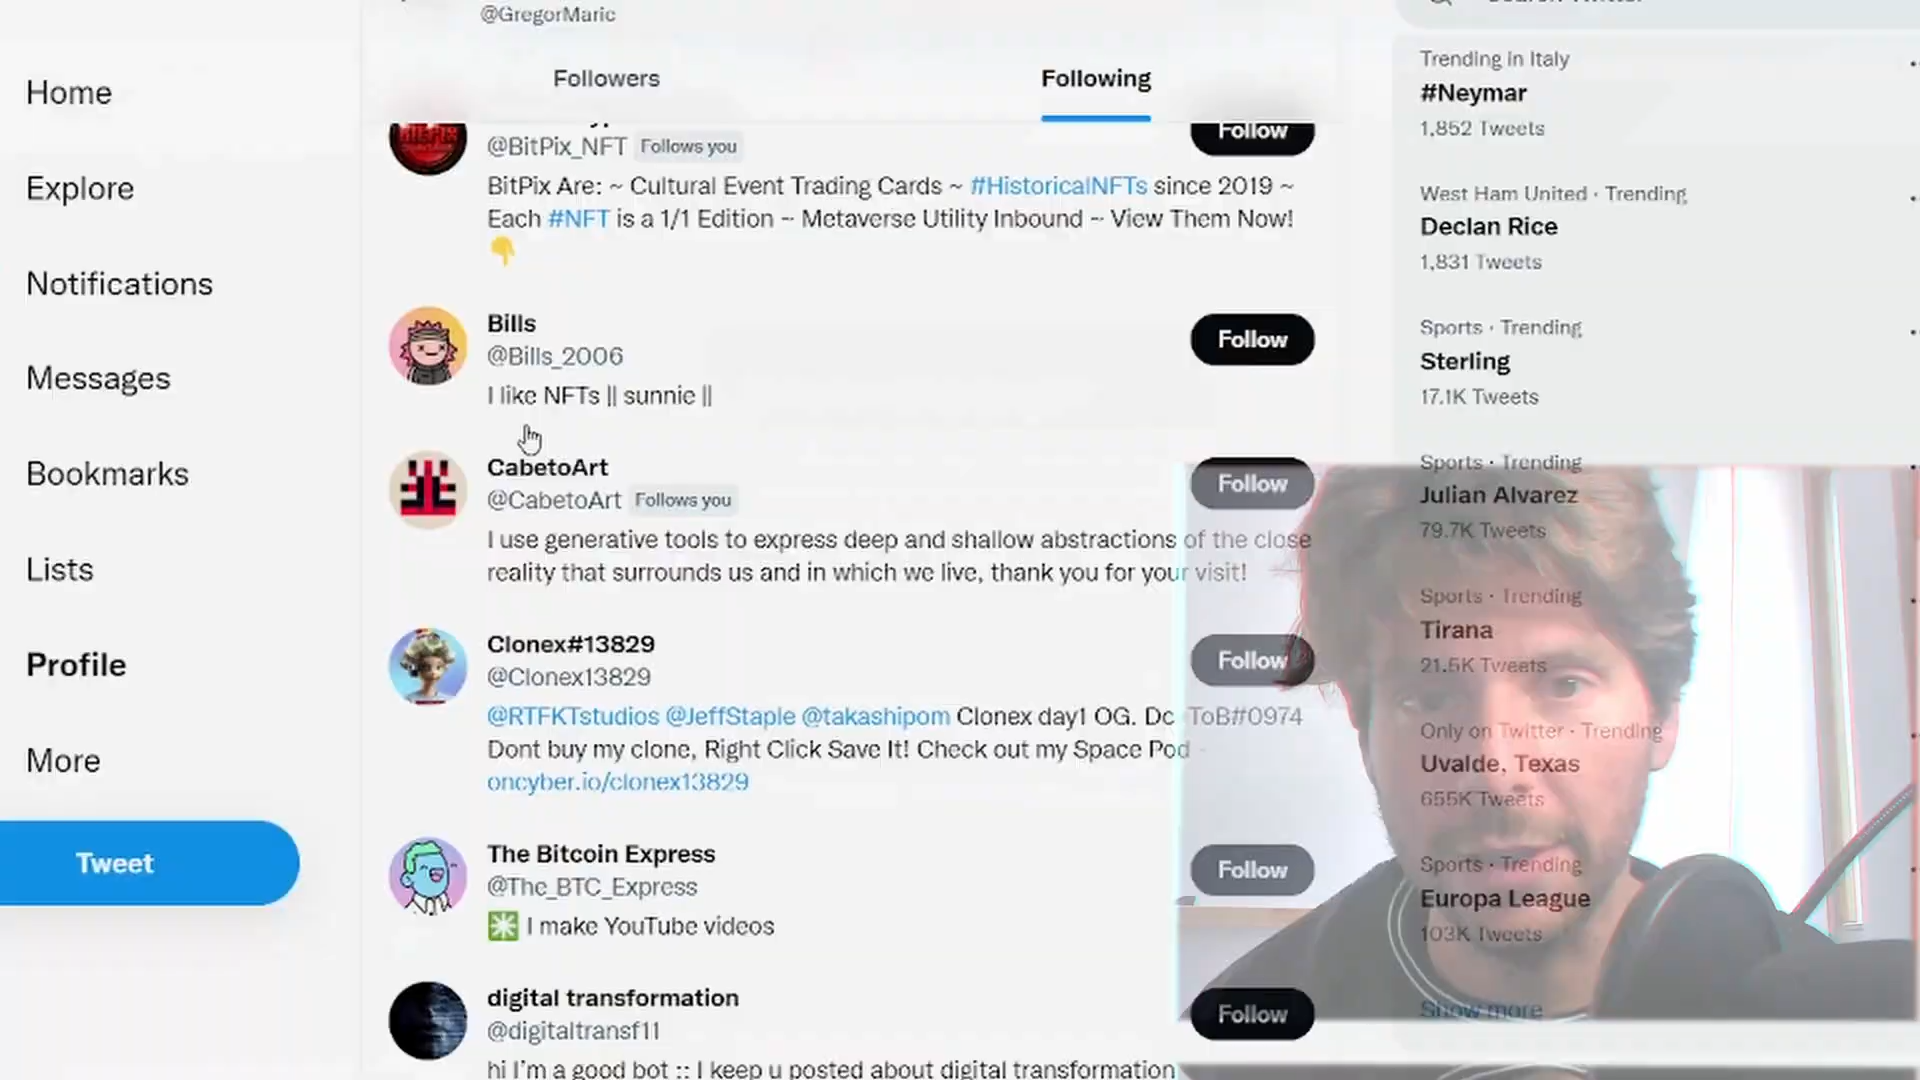 @GregorMaric
Home
Explore
Notifications
Messages
Bookmarks
Lists
Profile
More
Tweet
Followers
Following
@BitPix_NFT Follows you
Follow
BitPix Are: ~ Cultural Event Trading Cards ~ #HistoricalNFTs since 2019 ~
Each #NFT is a 1/1 Edition ~ Metaverse Utility Inbound ~ View Them Now!
👇
Bills
@Bills_2006
Follow
I like NFTs || sunnie ||
CabetoArt
@CabetoArt Follows you
Follow
I use generative tools to express deep and shallow abstractions of the close
reality that surrounds us and in which we live, thank you for your visit!
Clonex#13829
@Clonex13829
Follow
@RTFKTstudios @JeffStaple @takashipom Clonex day1 OG. Dc ToB#0974
Dont buy my clone, Right Click Save It! Check out my Space Pod -
oncyber.io/clonex13829
The Bitcoin Express
@The_BTC_Express
Follow
✳️ I make YouTube videos
digital transformation
@digitaltransf11
Follow
hi I'm a good bot :: I keep u posted about digital transformation
Search Twitter
Trending in Italy
#Neymar
1,852 Tweets
West Ham United · Trending
Declan Rice
1,831 Tweets
Sports · Trending
Sterling
17.1K Tweets
Sports · Trending
Julian Alvarez
79.7K Tweets
Sports · Trending
Tirana
21.5K Tweets
Only on Twitter · Trending
Uvalde, Texas
655K Tweets
Sports · Trending
Europa League
103K Tweets
Show more